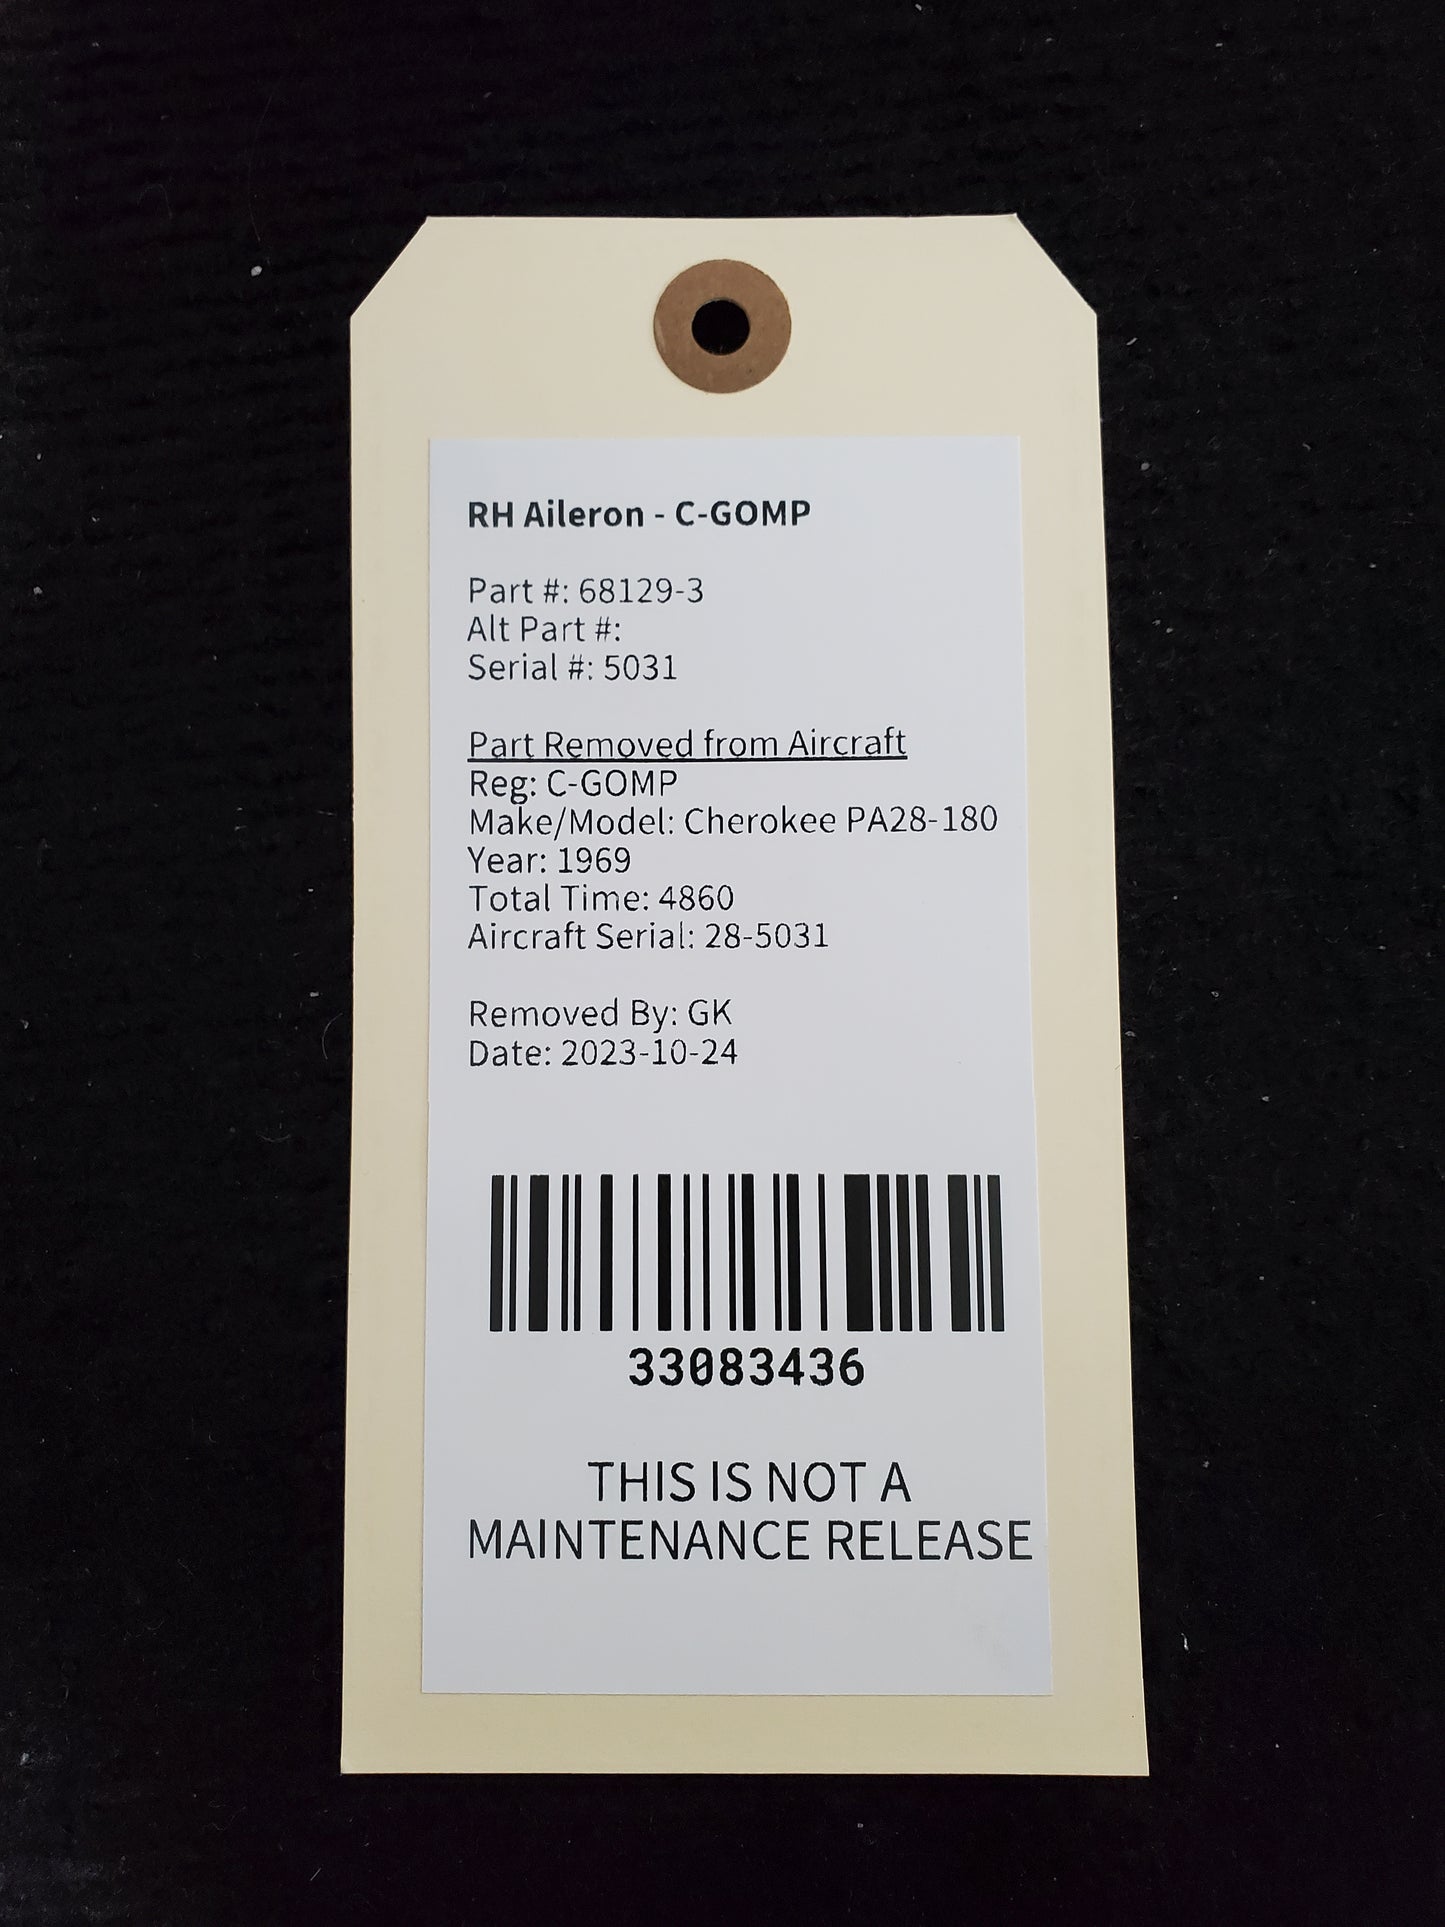 RH Aileron - C-GOMP
Part #: 68129-3
Alt Part #:
Serial #: 5031
Part Removed from Aircraft
Reg: C-GOMP
Make/Model: Cherokee PA28-180
Year: 1969
Total Time: 4860
Aircraft Serial: 28-5031
Removed By: GK
Date: 2023-10-24
33083436
THIS IS NOT A
MAINTENANCE RELEASE